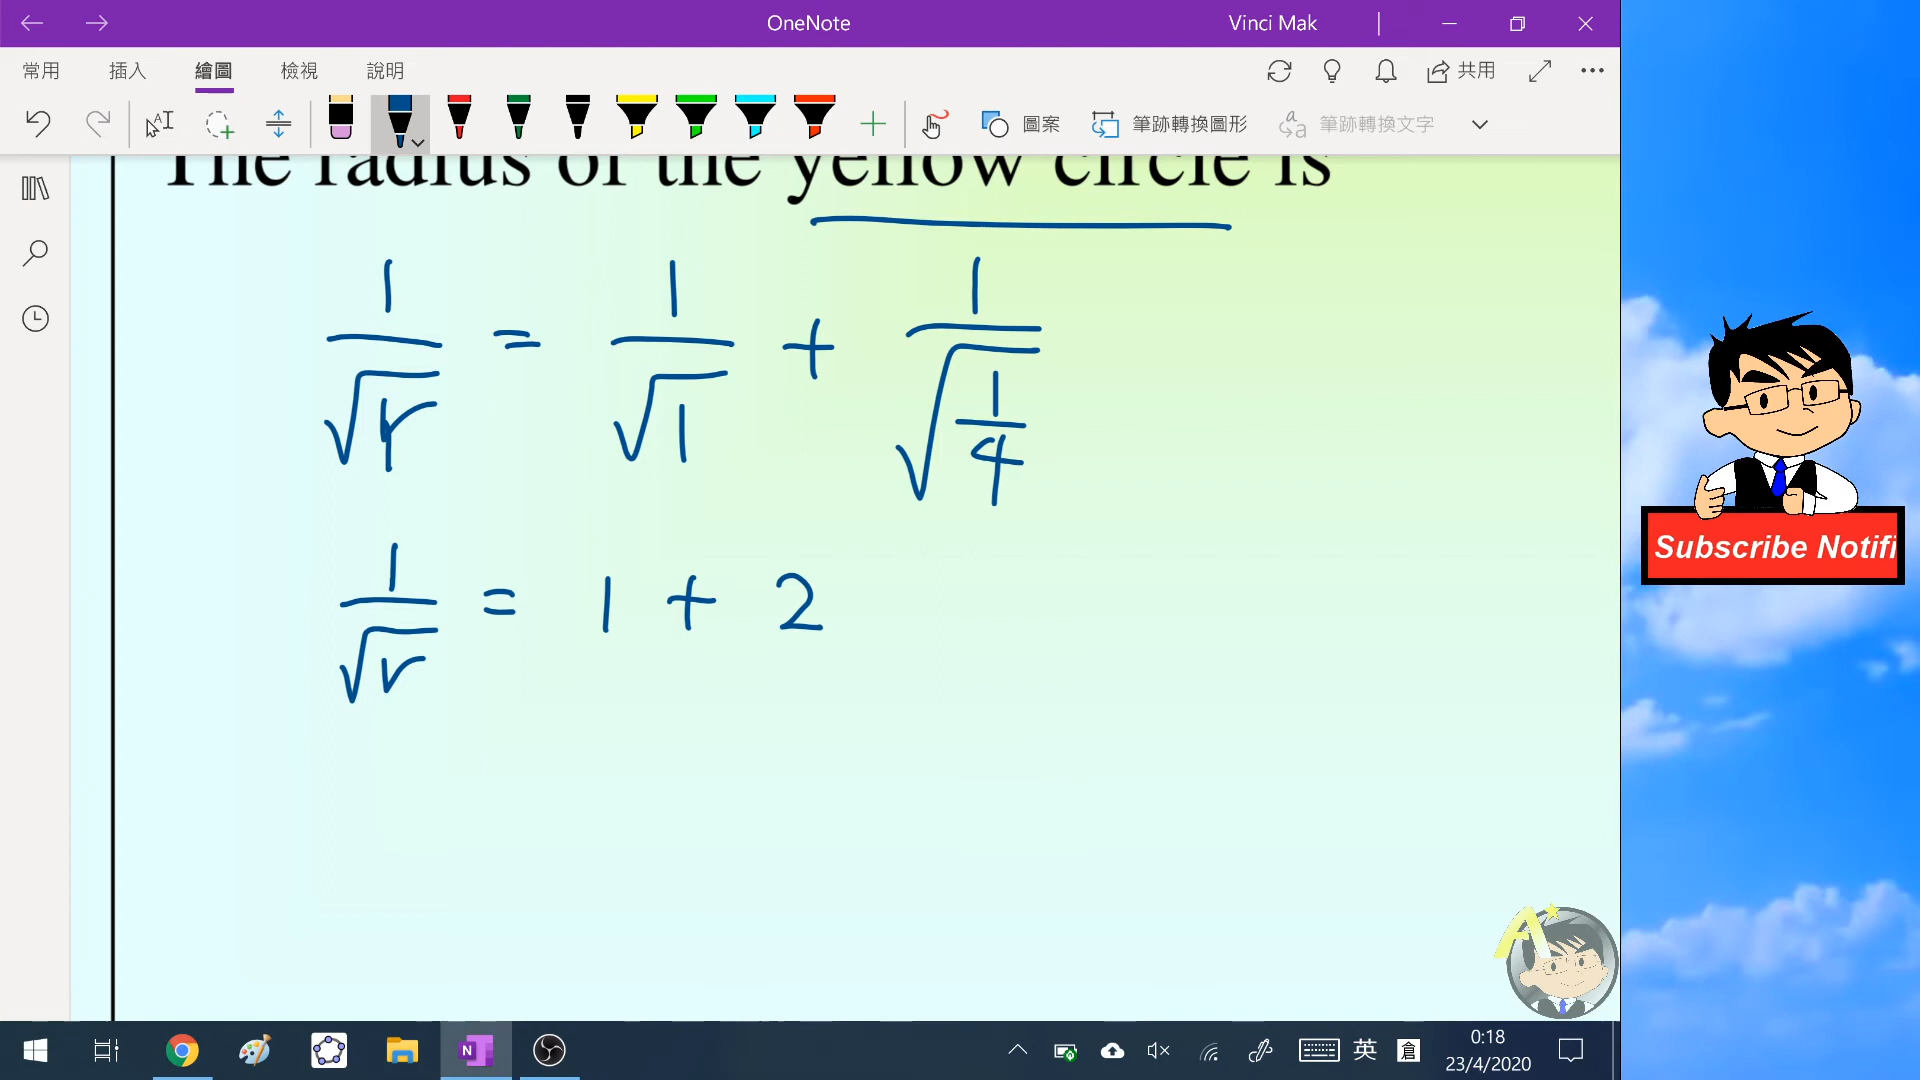 OneNote
Vinci Mak
常用 插入 繪圖 檢視 說明
共用
圖案 筆跡轉換圖形 筆跡轉換文字
The radius of the yellow circle is
1/√r = 1/√1 + 1/√(1/4)
1/√r = 1 + 2
Subscribe Notifi
A
英 倉
0:18
23/4/2020